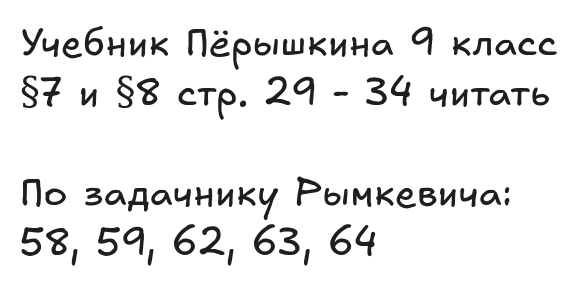 Учебник Пёрышкина 9 класс
§7 и §8 стр. 29 - 34 читать
По задачнику Рымкевича:
58, 59, 62, 63, 64